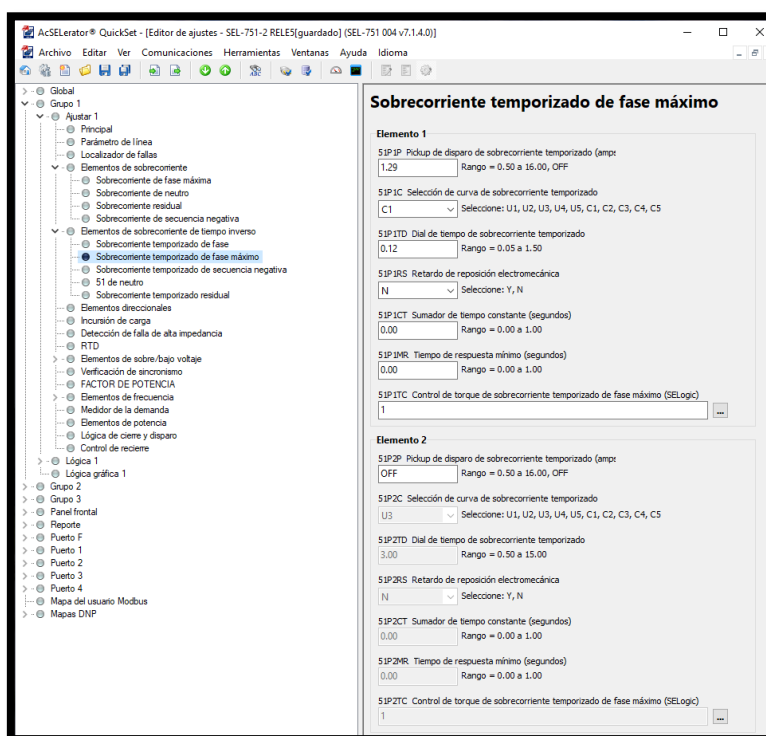 AcSELerator® QuickSet - [Editor de ajustes - SEL-751-2 RELE5[guardado] (SEL-751 004 v7.1.4.0)]
Archivo Editar Ver Comunicaciones Herramientas Ventanas Ayuda Idioma
Global
Grupo 1
Ajustar 1
Principal
Parámetro de línea
Localizador de fallas
Elementos de sobrecorriente
Sobrecorriente de fase máxima
Sobrecorriente de neutro
Sobrecorriente residual
Sobrecorriente de secuencia negativa
Elementos de sobrecorriente de tiempo inverso
Sobrecorriente temporizado de fase
Sobrecorriente temporizado de fase máximo
Sobrecorriente temporizado de secuencia negativa
51 de neutro
Sobrecorriente temporizado residual
Elementos direccionales
Incursión de carga
Detección de falla de alta impedancia
RTD
Elementos de sobre/bajo voltaje
Verificación de sincronismo
FACTOR DE POTENCIA
Elementos de frecuencia
Medidor de la demanda
Elementos de potencia
Lógica de cierre y disparo
Control de recierre
Lógica 1
Lógica gráfica 1
Grupo 2
Grupo 3
Panel frontal
Reporte
Puerto F
Puerto 1
Puerto 2
Puerto 3
Puerto 4
Mapa del usuario Modbus
Mapas DNP
Sobrecorriente temporizado de fase máximo
Elemento 1
51P1P Pickup de disparo de sobrecorriente temporizado (amps
1.29 Range = 0.50 a 16.00, OFF
51P1C Selección de curva de sobrecorriente temporizado
C1 Seleccione: U1, U2, U3, U4, U5, C1, C2, C3, C4, C5
51P1TD Dial de tiempo de sobrecorriente temporizado
0.12 Range = 0.05 a 1.50
51P1RS Retardo de reposición electromecánica
N Seleccione: Y, N
51P1CT Sumador de tiempo constante (segundos)
0.00 Range = 0.00 a 1.00
51P1MR Tiempo de respuesta mínimo (segundos)
0.00 Range = 0.00 a 1.00
51P1TC Control de torque de sobrecorriente temporizado de fase máximo (SELogic)
1 ...
Elemento 2
51P2P Pickup de disparo de sobrecorriente temporizado (amps
OFF Range = 0.50 a 16.00, OFF
51P2C Selección de curva de sobrecorriente temporizado
U3 Seleccione: U1, U2, U3, U4, U5, C1, C2, C3, C4, C5
51P2TD Dial de tiempo de sobrecorriente temporizado
3.00 Range = 0.50 a 15.00
51P2RS Retardo de reposición electromecánica
N Seleccione: Y, N
51P2CT Sumador de tiempo constante (segundos)
0.00 Range = 0.00 a 1.00
51P2MR Tiempo de respuesta mínimo (segundos)
0.00 Range = 0.00 a 1.00
51P2TC Control de torque de sobrecorriente temporizado de fase máximo (SELogic)
1 ...